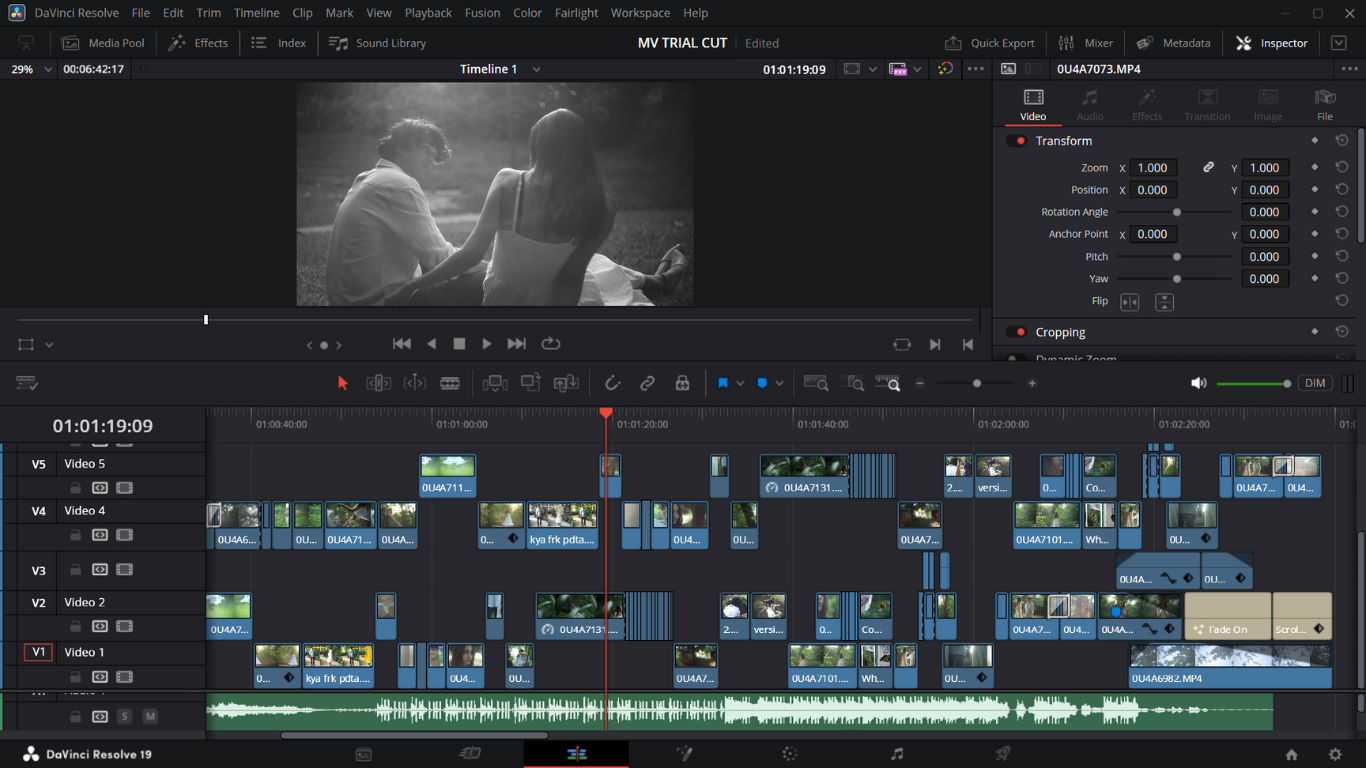 DaVinci Resolve File Edit Trim Timeline Clip Mark View Playback Fusion Color Fairlight Workspace Help
Media Pool Effects Index Sound Library MV TRIAL CUT Edited Quick Export Mixer Metadata Inspector
29% 00:06:42:17 Timeline 1 01:01:19:09 0U4A7073.MP4
Video Audio Effects Transition Image File
Transform
Zoom X 1.000 Y 1.000
Position X 0.000 Y 0.000
Rotation Angle 0.000
Anchor Point X 0.000 Y 0.000
Pitch 0.000
Yaw 0.000
Flip
Cropping
Dynamic Zoom
DIM
01:01:19:09 01:00:40:00 01:01:00:00 01:01:20:00 01:01:40:00 01:02:00:00 01:02:20:00
V5 Video 5
0U4A711... 0U4A7131.... 2.... versi... 0... Co... 0U4A7... 0U4...
V4 Video 4
0U4A6... 0U... 0U4A71... 0U4A... 0... kya frk pdta.... 0U4... 0U... 0U4A7... 0U4A7101.... Wh... 0U...
V3
0U4A... 0U...
V2 Video 2
0U4A7... 0U4A7131.... 2.... versi... 0... Co... 0U4A7... 0U4... 0U4A... Fade On Scrol...
V1 Video 1
0... kya frk pdta.... 0U4... 0U... 0U4A7... 0U4A7101.... Wh... 0U... 0U4A6982.MP4
S M
DaVinci Resolve 19